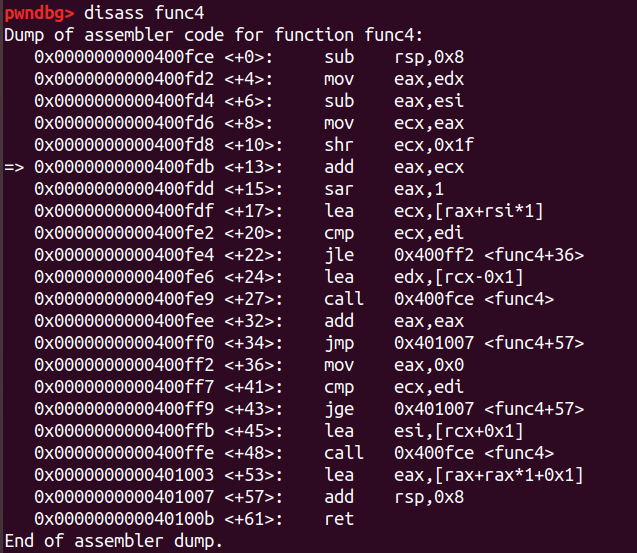 pwndbg> disass func4
Dump of assembler code for function func4:
   0x0000000000400fce <+0>:     sub    rsp,0x8
   0x0000000000400fd2 <+4>:     mov    eax,edx
   0x0000000000400fd4 <+6>:     sub    eax,esi
   0x0000000000400fd6 <+8>:     mov    ecx,eax
   0x0000000000400fd8 <+10>:    shr    ecx,0x1f
=> 0x0000000000400fdb <+13>:    add    eax,ecx
   0x0000000000400fdd <+15>:    sar    eax,1
   0x0000000000400fdf <+17>:    lea    ecx,[rax+rsi*1]
   0x0000000000400fe2 <+20>:    cmp    ecx,edi
   0x0000000000400fe4 <+22>:    jle    0x400ff2 <func4+36>
   0x0000000000400fe6 <+24>:    lea    edx,[rcx-0x1]
   0x0000000000400fe9 <+27>:    call   0x400fce <func4>
   0x0000000000400fee <+32>:    add    eax,eax
   0x0000000000400ff0 <+34>:    jmp    0x401007 <func4+57>
   0x0000000000400ff2 <+36>:    mov    eax,0x0
   0x0000000000400ff7 <+41>:    cmp    ecx,edi
   0x0000000000400ff9 <+43>:    jge    0x401007 <func4+57>
   0x0000000000400ffb <+45>:    lea    esi,[rcx+0x1]
   0x0000000000400ffe <+48>:    call   0x400fce <func4>
   0x0000000000401003 <+53>:    lea    eax,[rax+rax*1+0x1]
   0x0000000000401007 <+57>:    add    rsp,0x8
   0x000000000040100b <+61>:    ret
End of assembler dump.